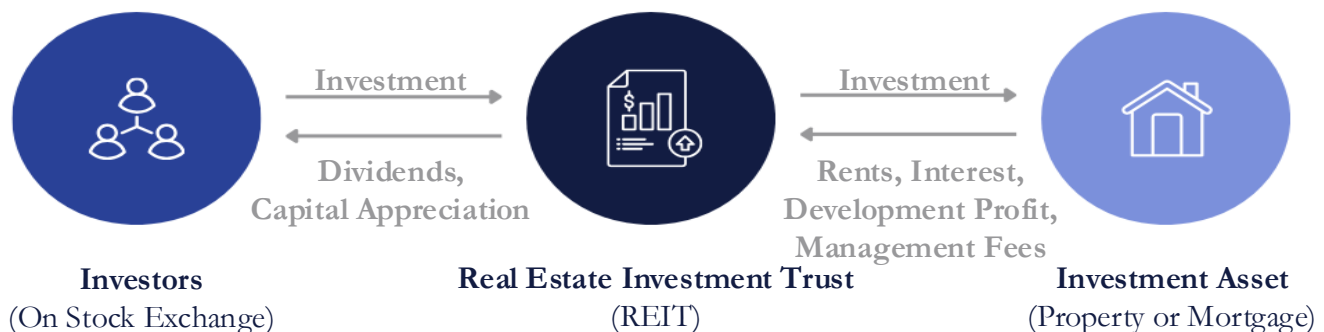 Investment
Dividends,
Capital Appreciation
$
Investment
Rents, Interest,
Development Profit,
Management Fees
Investors
(On Stock Exchange)
Real Estate Investment Trust
(REIT)
Investment Asset
(Property or Mortgage)